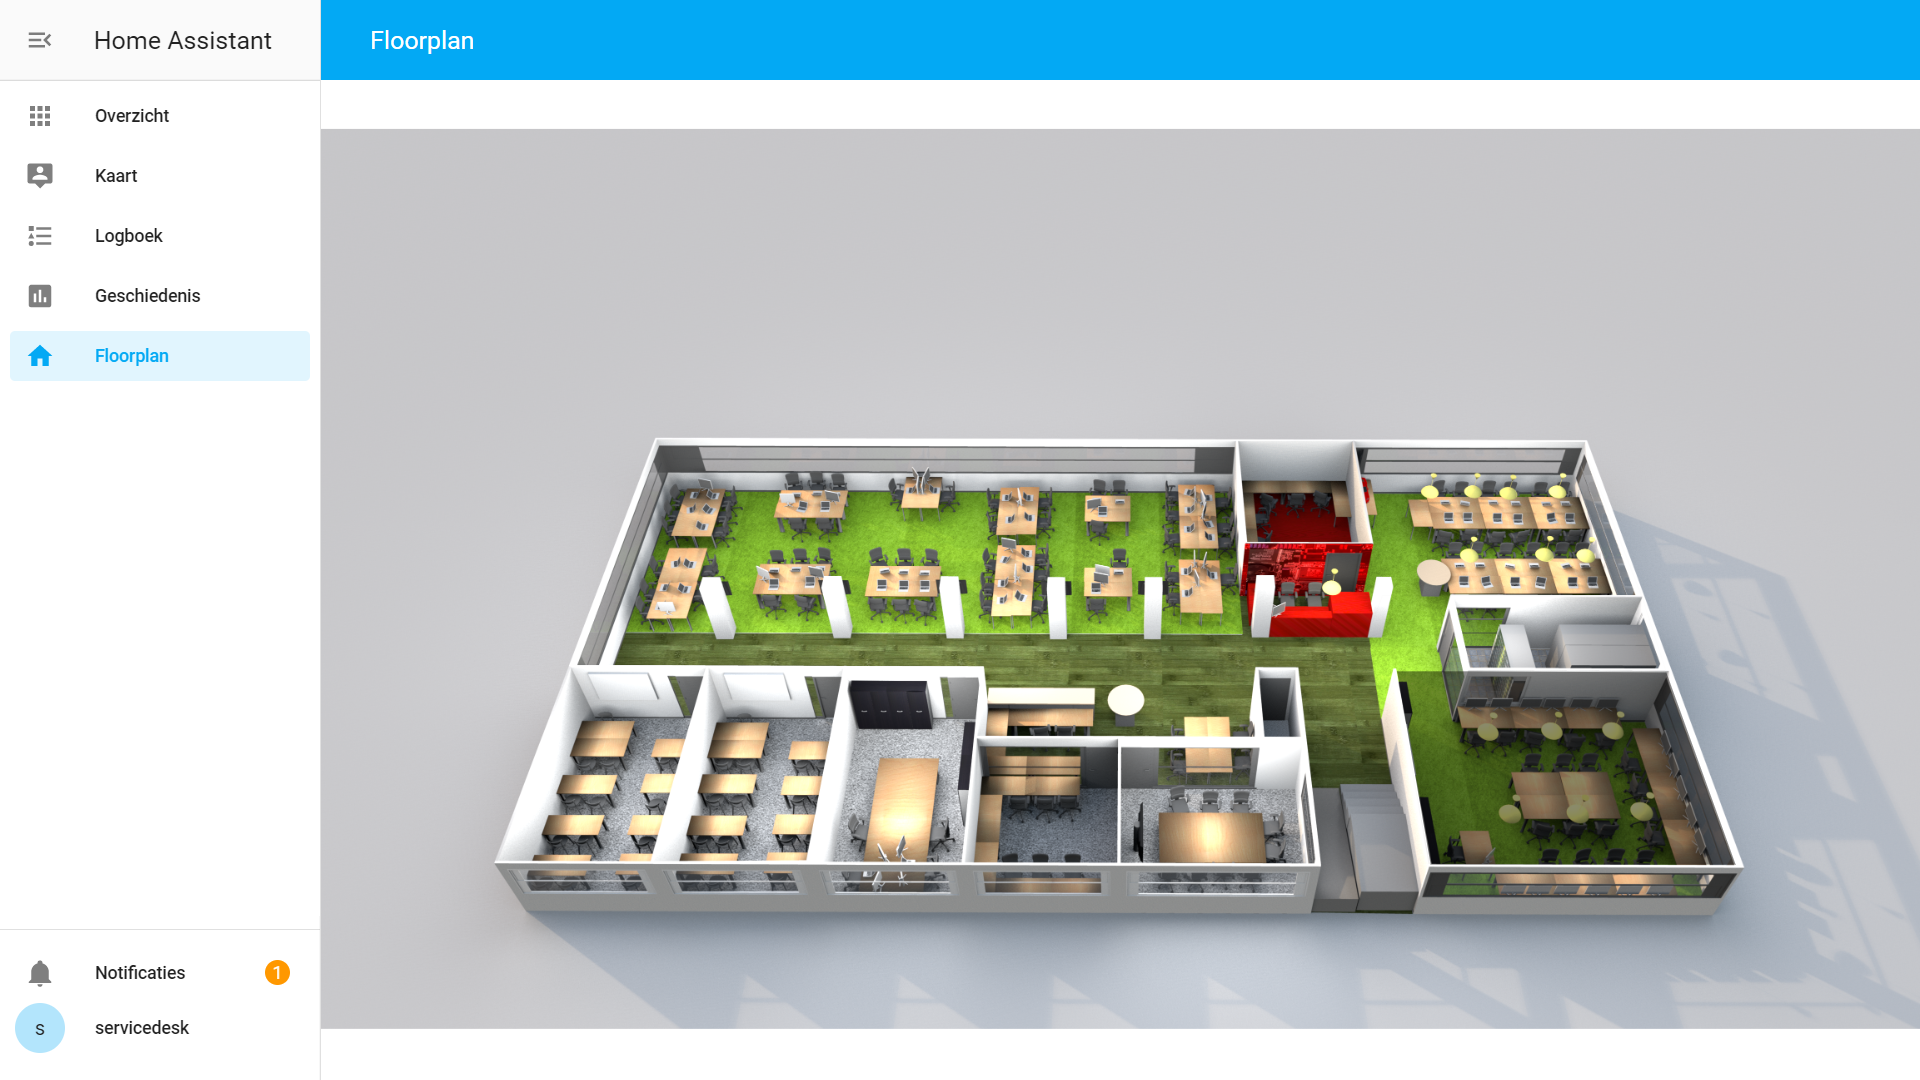 Home Assistant
Floorplan
Overzicht
Kaart
Logboek
Geschiedenis
Floorplan
Notificaties
1
s
servicedesk